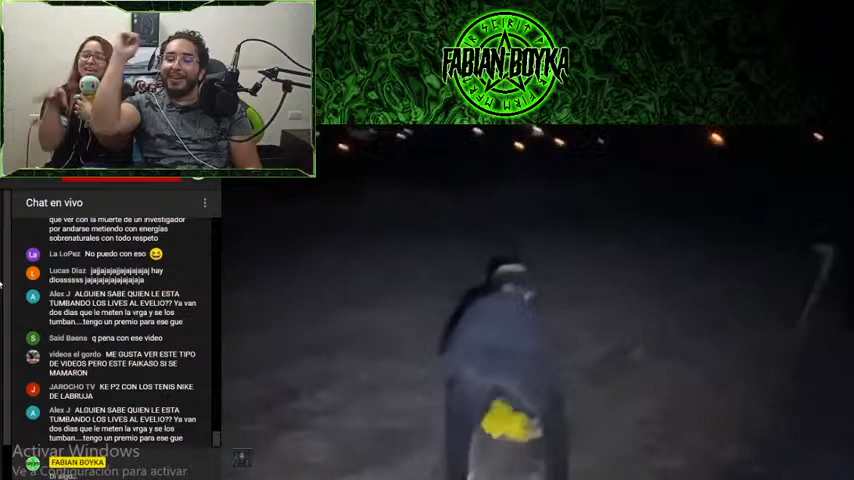 FABIAN BOYKA
Chat en vivo
que ver con la muerte de un investigador
por andarse metiendo con energías
sobrenaturales con todo respeto
La LoPez No puedo con eso 😆
Lucas Diaz jajjajajajjajajajajaj hay
diossssss jajajajajajajajaja
Alex J ALGUIEN SABE QUIEN LE ESTA
TUMBANDO LOS LIVES AL EVELIO?? Ya van
dos dias que le meten la vrga y se los
tumban....tengo un premio para ese gue
Said Baena q pena con ese video
videos el gordo ME GUSTA VER ESTE TIPO
DE VIDEOS PERO ESTE FAIKASO SI SE
MAMARON
JAROCHO TV KE P2 CON LOS TENIS NIKE
DE LABRUJA
Alex J ALGUIEN SABE QUIEN LE ESTA
TUMBANDO LOS LIVES AL EVELIO?? Ya van
dos dias que le meten la vrga y se los
tumban....tengo un premio para ese gue
Activar Windows
FABIAN BOYKA
Ve a Configuración para activar
Di algo...